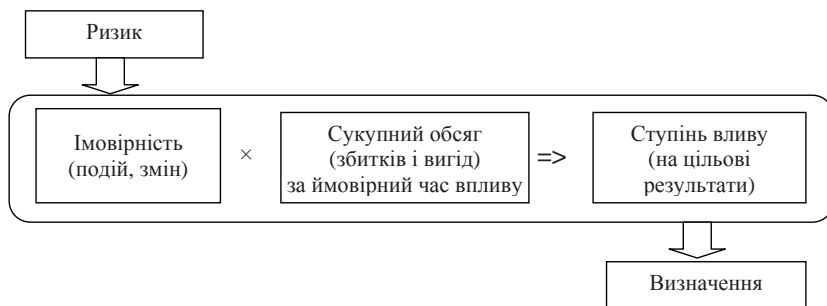 Ризик
Імовірність
(подій, змін)
×
Сукупний обсяг
(збитків і вигід)
за ймовірний час впливу
=>
Ступінь вливу
(на цільові
результати)
Визначення